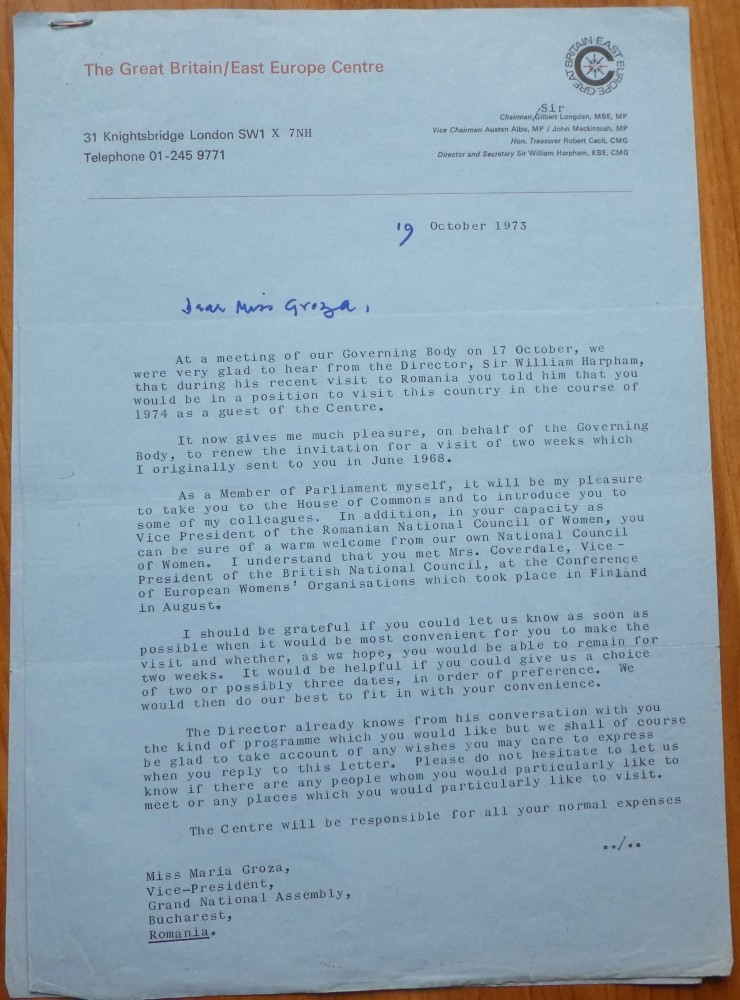 The Great Britain/East Europe Centre
GREAT BRITAIN·EAST EUROPE
31 Knightsbridge London SW1 X 7NH
Telephone 01-245 9771
Sir
Chairman, Gilbert Longden, MBE, MP
Vice Chairmen Austen Albu, MP / John Mackintosh, MP
Hon. Treasurer Robert Cecil, CMG
Director and Secretary Sir William Harpham, KBE, CMG
19 October 1973
Dear Miss Groza,
At a meeting of our Governing Body on 17 October, we
were very glad to hear from the Director, Sir William Harpham,
that during his recent visit to Romania you told him that you
would be in a position to visit this country in the course of
1974 as a guest of the Centre.
It now gives me much pleasure, on behalf of the Governing
Body, to renew the invitation for a visit of two weeks which
I originally sent to you in June 1968.
As a Member of Parliament myself, it will be my pleasure
to take you to the House of Commons and to introduce you to
some of my colleagues. In addition, in your capacity as
Vice President of the Romanian National Council of Women, you
can be sure of a warm welcome from our own National Council
of Women. I understand that you met Mrs. Coverdale, Vice-
President of the British National Council, at the Conference
of European Womens' Organisations which took place in Finland
in August.
I should be grateful if you could let us know as soon as
possible when it would be most convenient for you to make the
visit and whether, as we hope, you would be able to remain for
two weeks. It would be helpful if you could give us a choice
of two or possibly three dates, in order of preference. We
would then do our best to fit in with your convenience.
The Director already knows from his conversation with you
the kind of programme which you would like but we shall of course
be glad to take account of any wishes you may care to express
when you reply to this letter. Please do not hesitate to let us
know if there are any people whom you would particularly like to
meet or any places which you would particularly like to visit.
The Centre will be responsible for all your normal expenses
../..
Miss Maria Groza,
Vice-President,
Grand National Assembly,
Bucharest,
Romania.